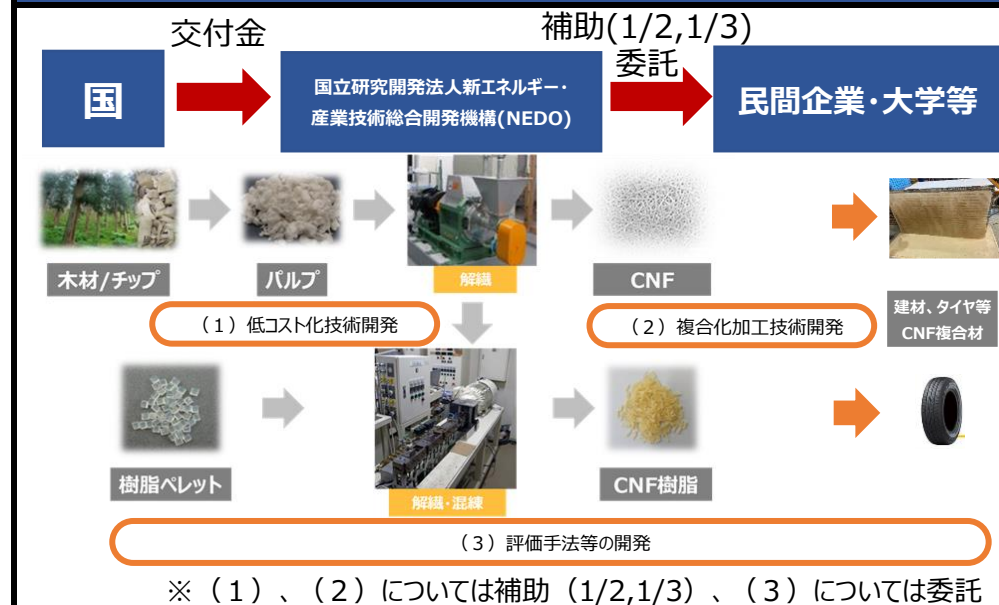 交付金
補助(1/2,1/3)
委託
国
国立研究開発法人新エネルギー・
産業技術総合開発機構(NEDO)
民間企業・大学等
木材/チップ
パルプ
解繊
CNF
建材、タイヤ等
CNF複合材
（１）低コスト化技術開発
（２）複合化加工技術開発
樹脂ペレット
解繊・混練
CNF樹脂
（３）評価手法等の開発
※（１）、（２）については補助（1/2,1/3）、（３）については委託